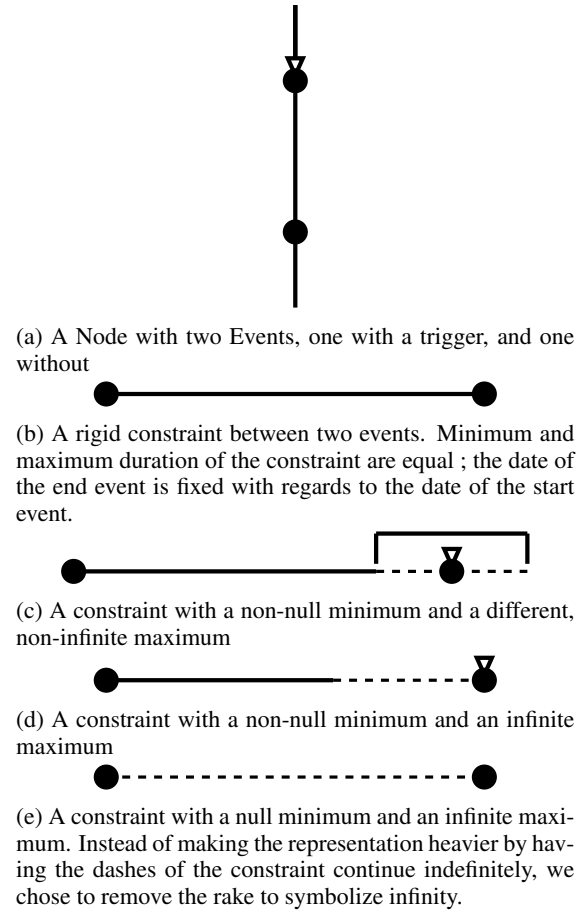 (a) A Node with two Events, one with a trigger, and one
without
(b) A rigid constraint between two events. Minimum and
maximum duration of the constraint are equal ; the date of
the end event is fixed with regards to the date of the start
event.
(c) A constraint with a non-null minimum and a different,
non-infinite maximum
(d) A constraint with a non-null minimum and an infinite
maximum
(e) A constraint with a null minimum and an infinite maxi-
mum. Instead of making the representation heavier by hav-
ing the dashes of the constraint continue indefinitely, we
chose to remove the rake to symbolize infinity.